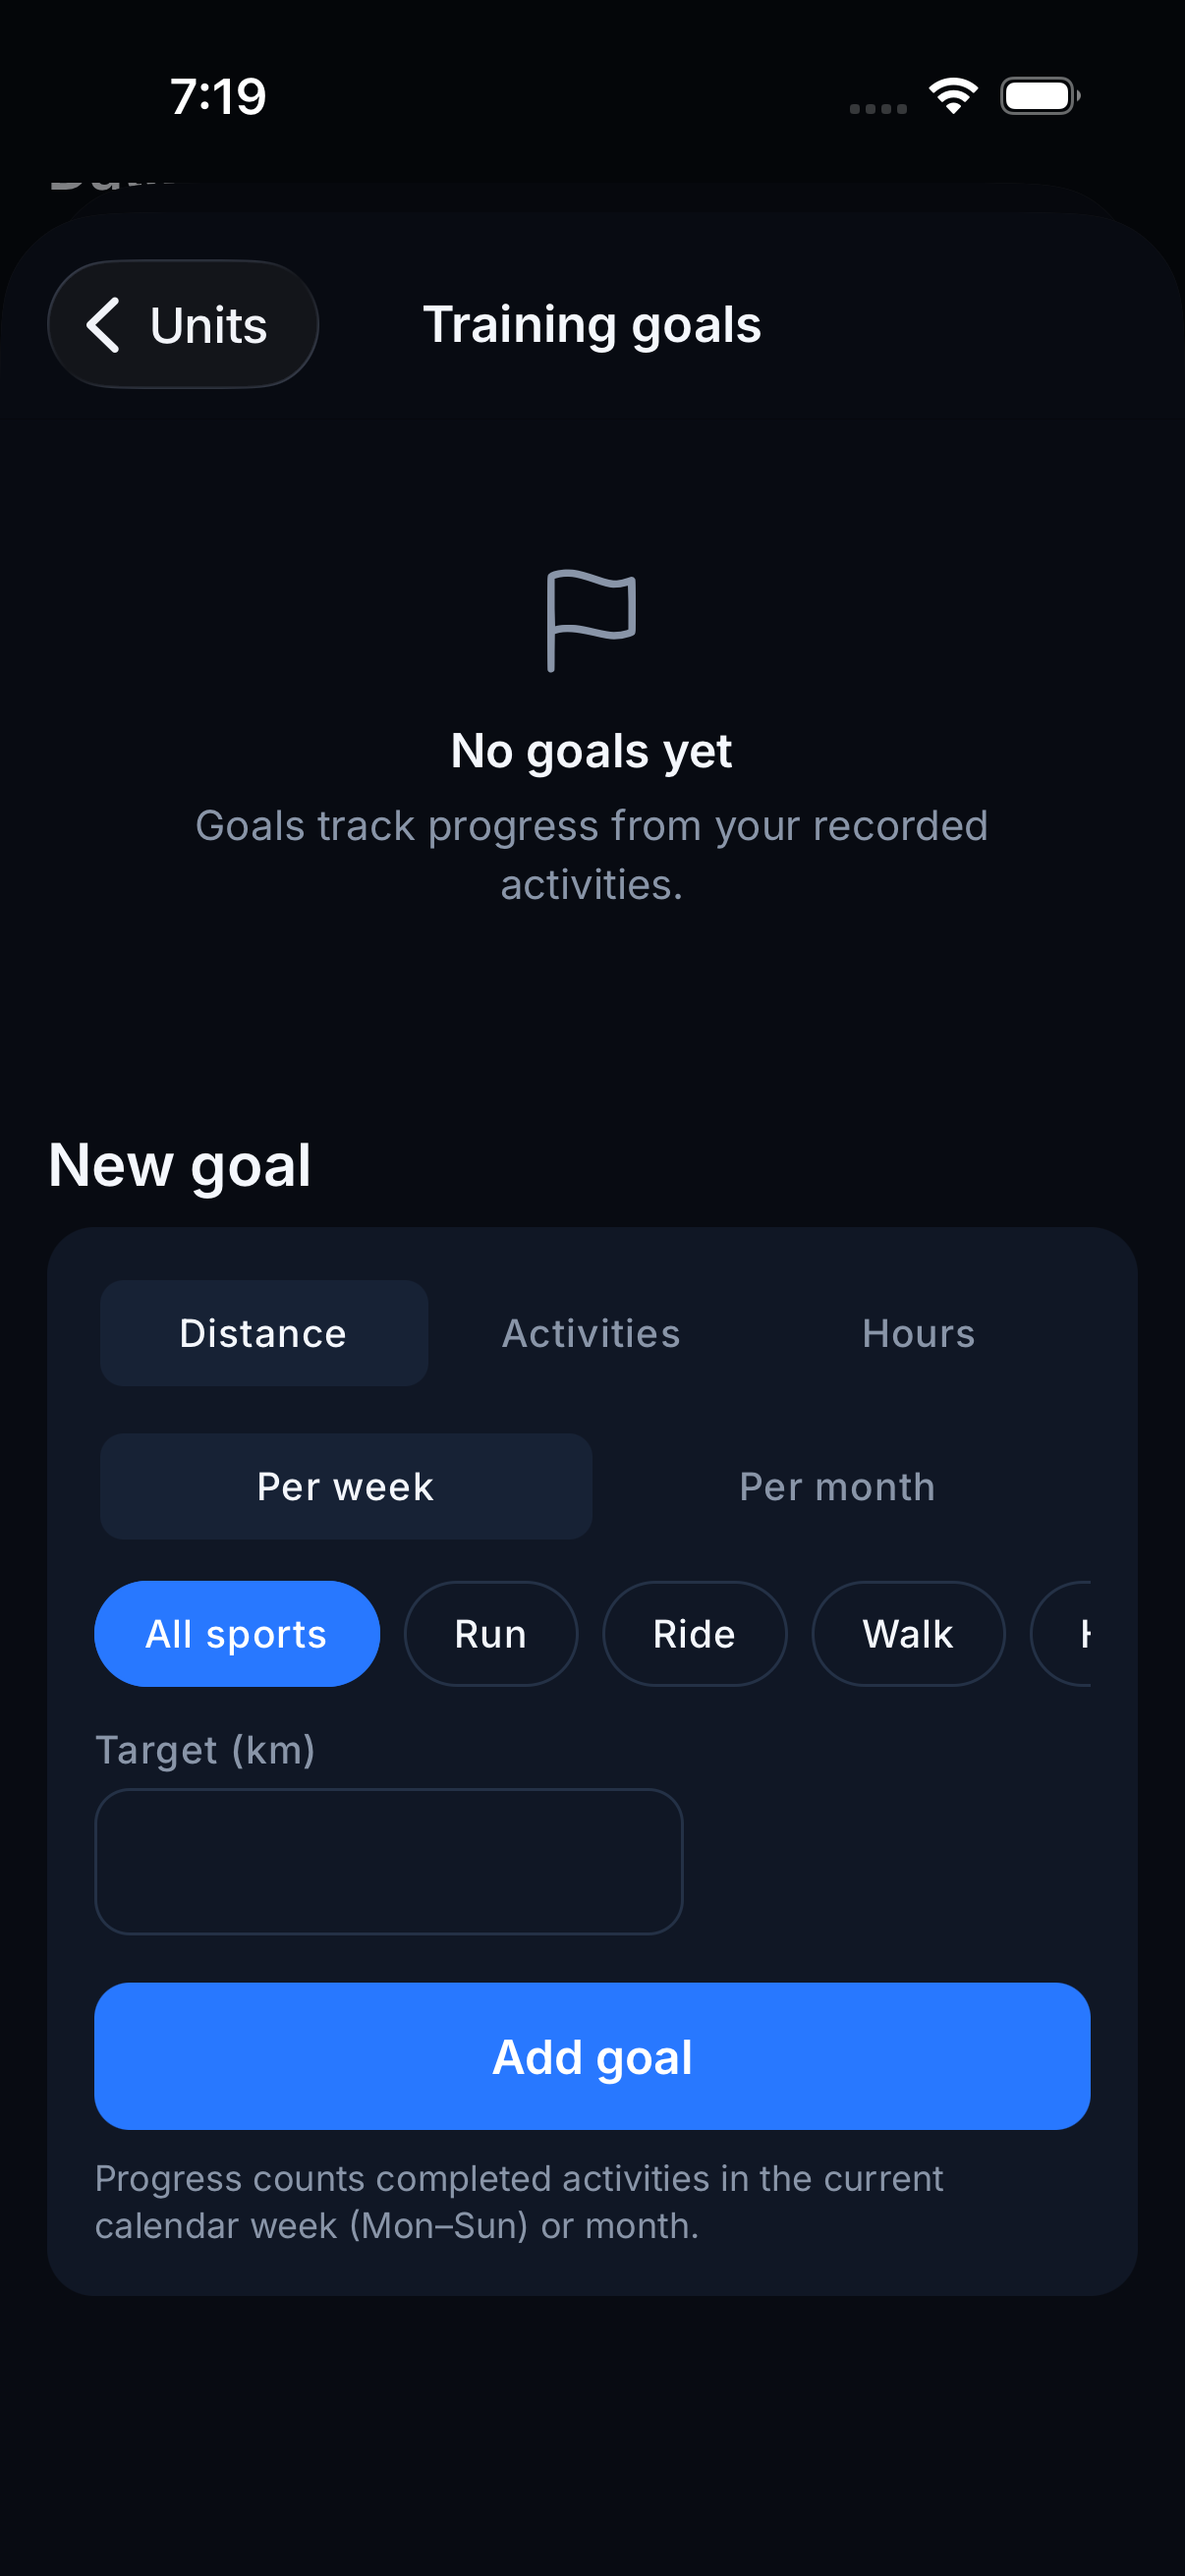 7:19
Units
Training goals
No goals yet
Goals track progress from your recorded
activities.
New goal
Distance Activities Hours
Per week Per month
All sports Run Ride Walk
Target (km)
Add goal
Progress counts completed activities in the current
calendar week (Mon–Sun) or month.